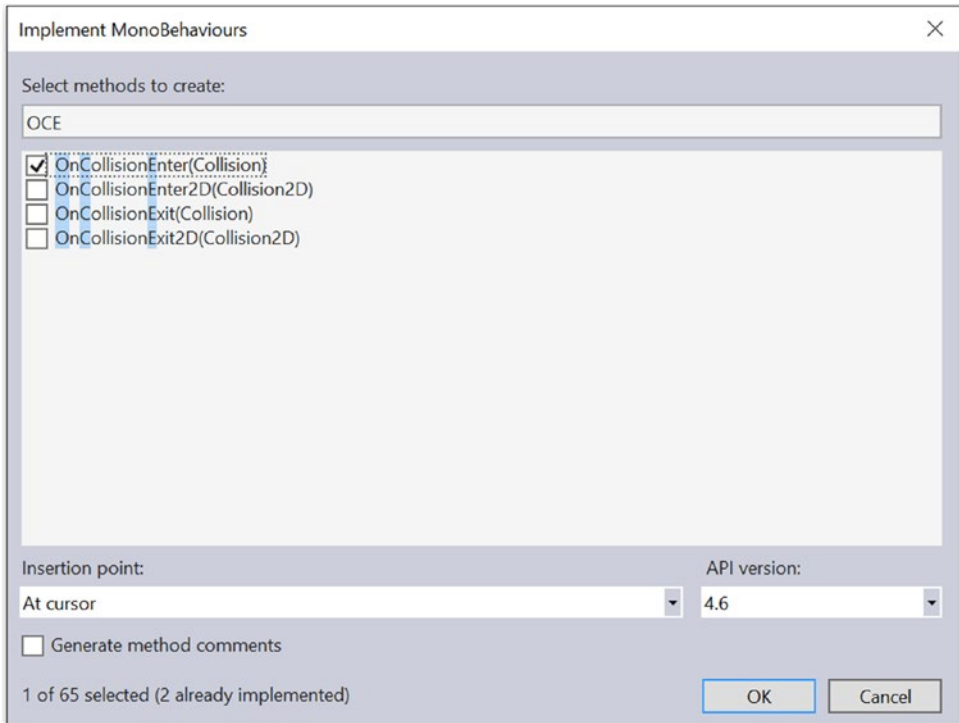 Implement MonoBehaviours
Select methods to create:
OCE
OnCollisionEnter(Collision)
OnCollisionEnter2D(Collision2D)
OnCollisionExit(Collision)
OnCollisionExit2D(Collision2D)
Insertion point:
API version:
At cursor
4.6
Generate method comments
1 of 65 selected (2 already implemented)
OK
Cancel